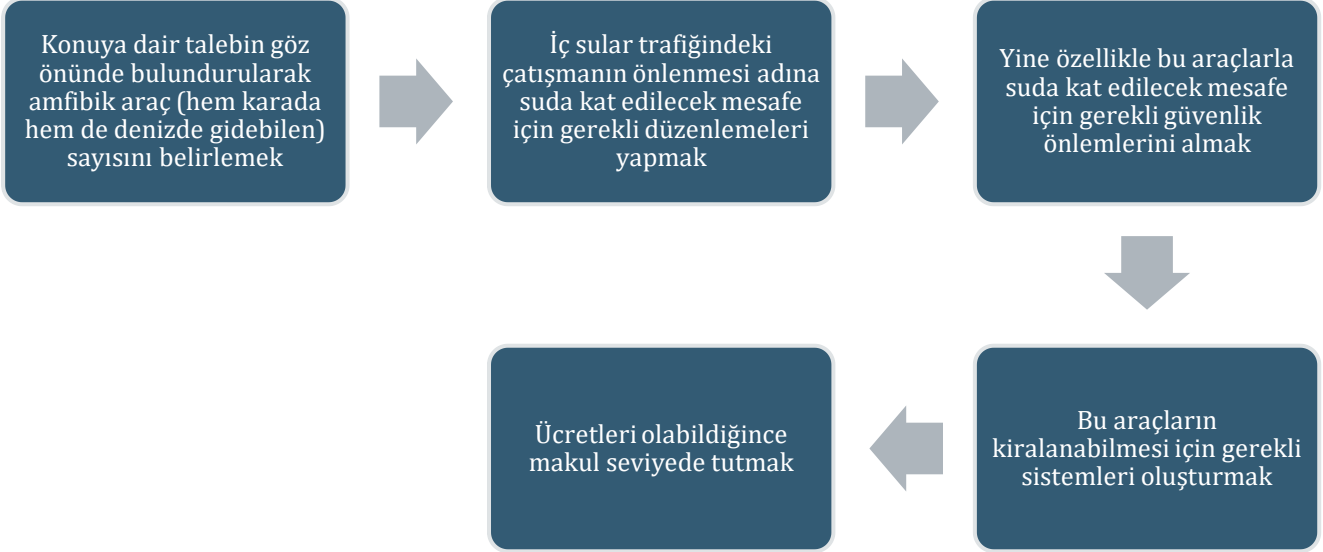 Konuya dair talebin göz
önünde bulundurularak
amfibik araç (hem karada
hem de denizde gidebilen)
sayısını belirlemek
İç sular trafiğindeki
çatışmanın önlenmesi adına
suda kat edilecek mesafe
için gerekli düzenlemeleri
yapmak
Yine özellikle bu araçlarla
suda kat edilecek mesafe
için gerekli güvenlik
önlemlerini almak
Bu araçların
kiralanabilmesi için gerekli
sistemleri oluşturmak
Ücretleri olabildiğince
makul seviyede tutmak